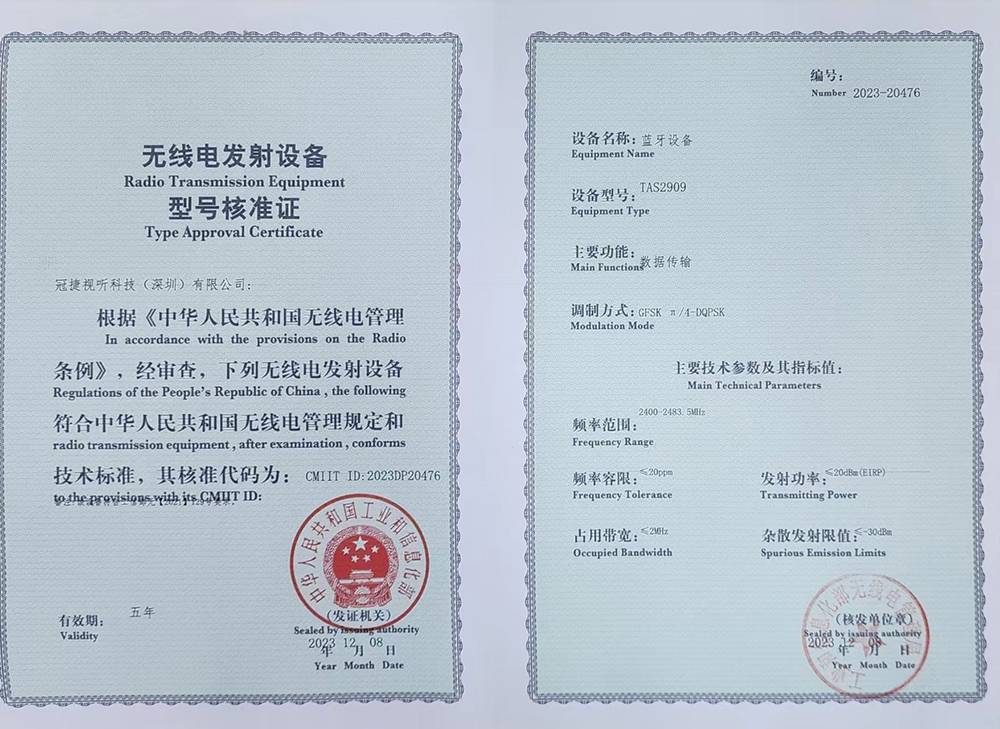 无线电发射设备
Radio Transmission Equipment
型号核准证
Type Approval Certificate
冠捷视听科技（深圳）有限公司：
根据《中华人民共和国无线电管理
In accordance with the provisions on the Radio
条例》，经审查，下列无线电发射设备
Regulations of the People's Republic of China , the following
符合中华人民共和国无线电管理规定和
radio transmission equipment , after examination , conforms
技术标准，其核准代码为： CMIIT ID:2023DP20476
to the provisions with its CMIIT ID:
中华人民共和国工业和信息化部
有效期： 五年
Validity
（发证机关）
Sealed by issuing authority
2023 12 08
年 月 日
Year Month Date
编号：
Number 2023-20476
设备名称： 蓝牙设备
Equipment Name
设备型号： TAS2909
Equipment Type
主要功能： 数据传输
Main Functions
调制方式： GFSK π/4-DQPSK
Modulation Mode
主要技术参数及其指标值：
Main Technical Parameters
2400-2483.5MHz
频率范围：
Frequency Range
频率容限： ≤20ppm 发射功率： ≤20dBm(EIRP)
Frequency Tolerance Transmitting Power
占用带宽： ≤2MHz 杂散发射限值： ≤-30dBm
Occupied Bandwidth Spurious Emission Limits
（核发单位章）
Sealed by issuing authority
2023 12 08
年 月 日
Year Month Date